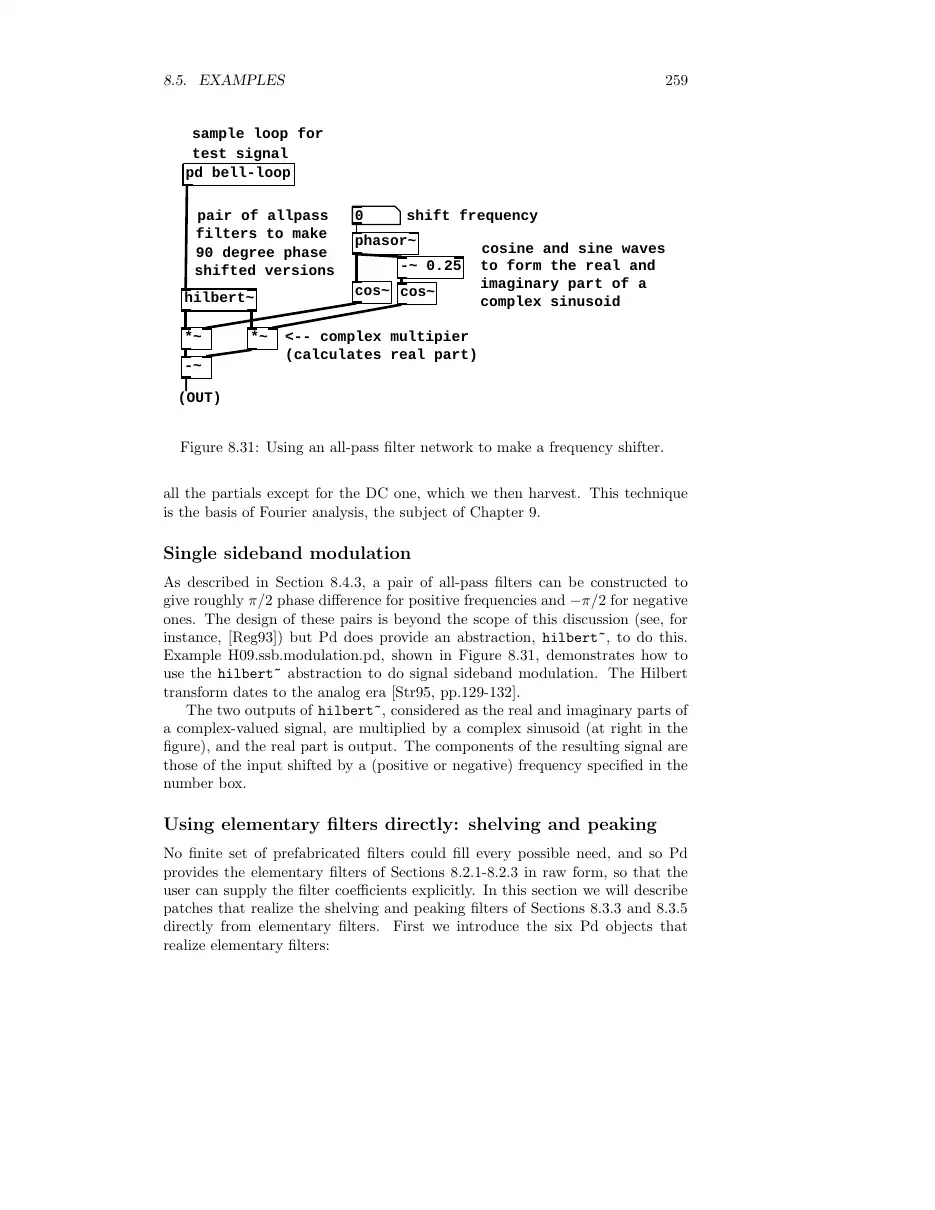 8.5. EXAMPLES 259
sample loop for
test signal
pd bell-loop
pair of allpass
filters to make
90 degree phase
shifted versions
0 shift frequency
phasor~
-~ 0.25
cosine and sine waves
to form the real and
imaginary part of a
complex sinusoid
hilbert~
cos~ cos~
*~ *~ <-- complex multipier
(calculates real part)
-~
(OUT)
Figure 8.31: Using an all-pass filter network to make a frequency shifter.
all the partials except for the DC one, which we then harvest. This technique
is the basis of Fourier analysis, the subject of Chapter 9.
Single sideband modulation
As described in Section 8.4.3, a pair of all-pass filters can be constructed to
give roughly π/2 phase difference for positive frequencies and −π/2 for negative
ones. The design of these pairs is beyond the scope of this discussion (see, for
instance, [Reg93]) but Pd does provide an abstraction, hilbert~, to do this.
Example H09.ssb.modulation.pd, shown in Figure 8.31, demonstrates how to
use the hilbert~ abstraction to do signal sideband modulation. The Hilbert
transform dates to the analog era [Str95, pp.129-132].
The two outputs of hilbert~, considered as the real and imaginary parts of
a complex-valued signal, are multiplied by a complex sinusoid (at right in the
figure), and the real part is output. The components of the resulting signal are
those of the input shifted by a (positive or negative) frequency specified in the
number box.
Using elementary filters directly: shelving and peaking
No finite set of prefabricated filters could fill every possible need, and so Pd
provides the elementary filters of Sections 8.2.1-8.2.3 in raw form, so that the
user can supply the filter coefficients explicitly. In this section we will describe
patches that realize the shelving and peaking filters of Sections 8.3.3 and 8.3.5
directly from elementary filters. First we introduce the six Pd objects that
realize elementary filters: